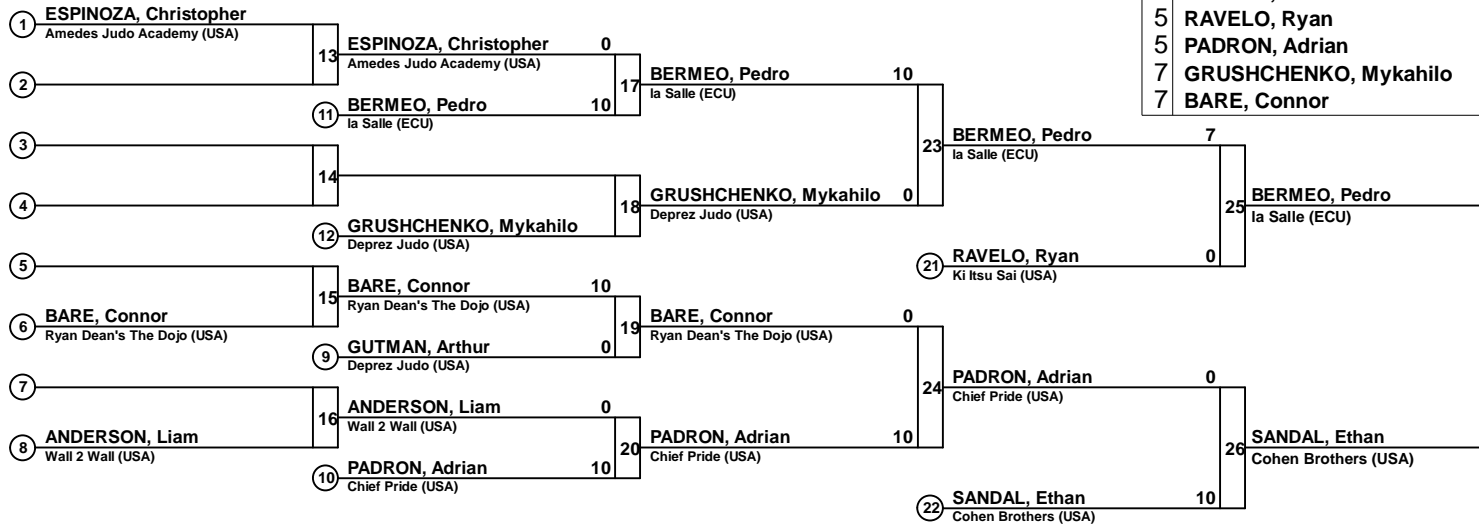 1 ESPINOZA, Christopher
Amedes Judo Academy (USA)
2
3
4
5
6 BARE, Connor
Ryan Dean's The Dojo (USA)
7
8 ANDERSON, Liam
Wall 2 Wall (USA)
13
14
15
16
ESPINOZA, Christopher 0
Amedes Judo Academy (USA)
11 BERMEO, Pedro 10
la Salle (ECU)
12 GRUSHCHENKO, Mykahilo
Deprez Judo (USA)
BARE, Connor 10
Ryan Dean's The Dojo (USA)
9 GUTMAN, Arthur 0
Deprez Judo (USA)
ANDERSON, Liam 0
Wall 2 Wall (USA)
10 PADRON, Adrian 10
Chief Pride (USA)
17
18
19
20
BERMEO, Pedro 10
la Salle (ECU)
GRUSHCHENKO, Mykahilo 0
Deprez Judo (USA)
BARE, Connor 0
Ryan Dean's The Dojo (USA)
PADRON, Adrian 10
Chief Pride (USA)
23
24
BERMEO, Pedro 7
la Salle (ECU)
21 RAVELO, Ryan 0
Ki Itsu Sai (USA)
PADRON, Adrian 0
Chief Pride (USA)
22 SANDAL, Ethan 10
Cohen Brothers (USA)
25
26
BERMEO, Pedro
la Salle (ECU)
SANDAL, Ethan
Cohen Brothers (USA)
5 RAVELO, Ryan
5 PADRON, Adrian
7 GRUSHCHENKO, Mykahilo
7 BARE, Connor